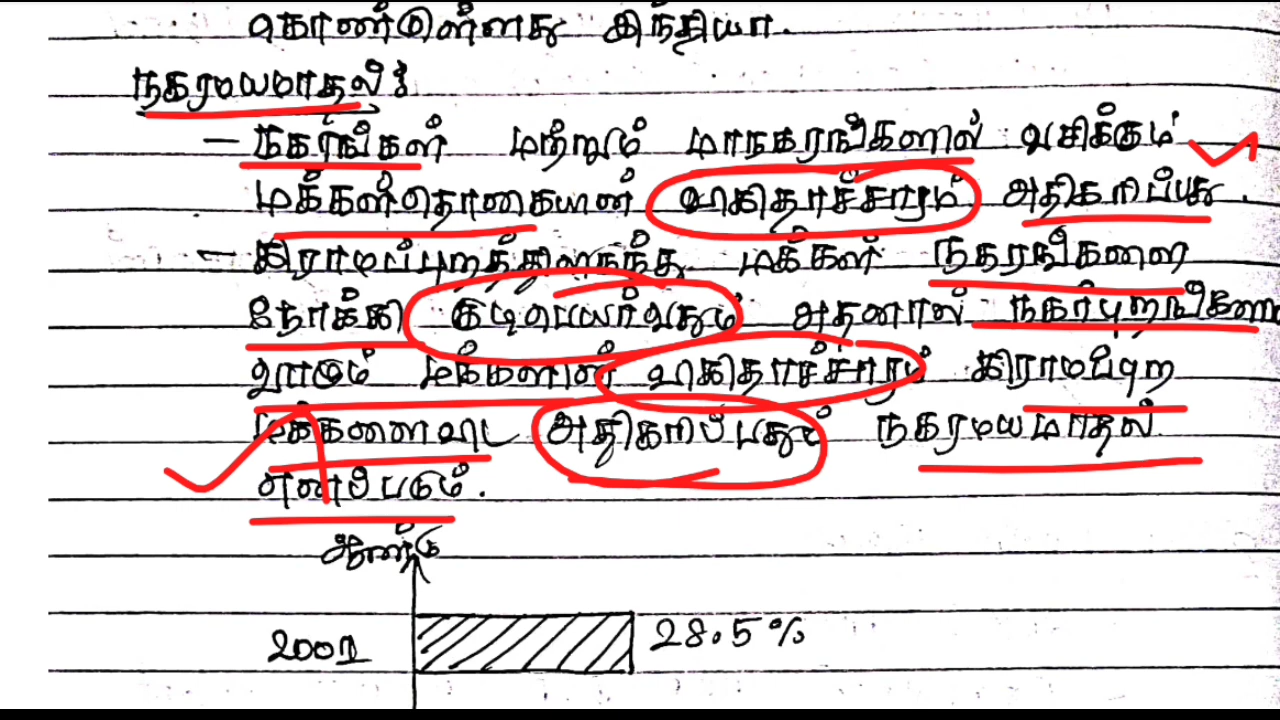 கொண்டுள்ளது இந்தியா.
நகரமயமாதல்:
- நகரங்கள் மற்றும் மாநகரங்களில் வசிக்கும்
மக்கள்தொகையின் விகிதாச்சாரம் அதிகரிப்பது.
- கிராமப்புறத்துலிருந்து மக்கள் நகரங்களை
நோக்கி குடிபெயர்வதும் அதனால் நகர்புறங்களில்
வாழும் மக்களின் விகிதாச்சாரம் கிராமப்புற
மக்களைவிட அதிகரிப்பதும் நகரமயமாதல்
எனப்படும்.
ஆண்டு
2001 28.5%